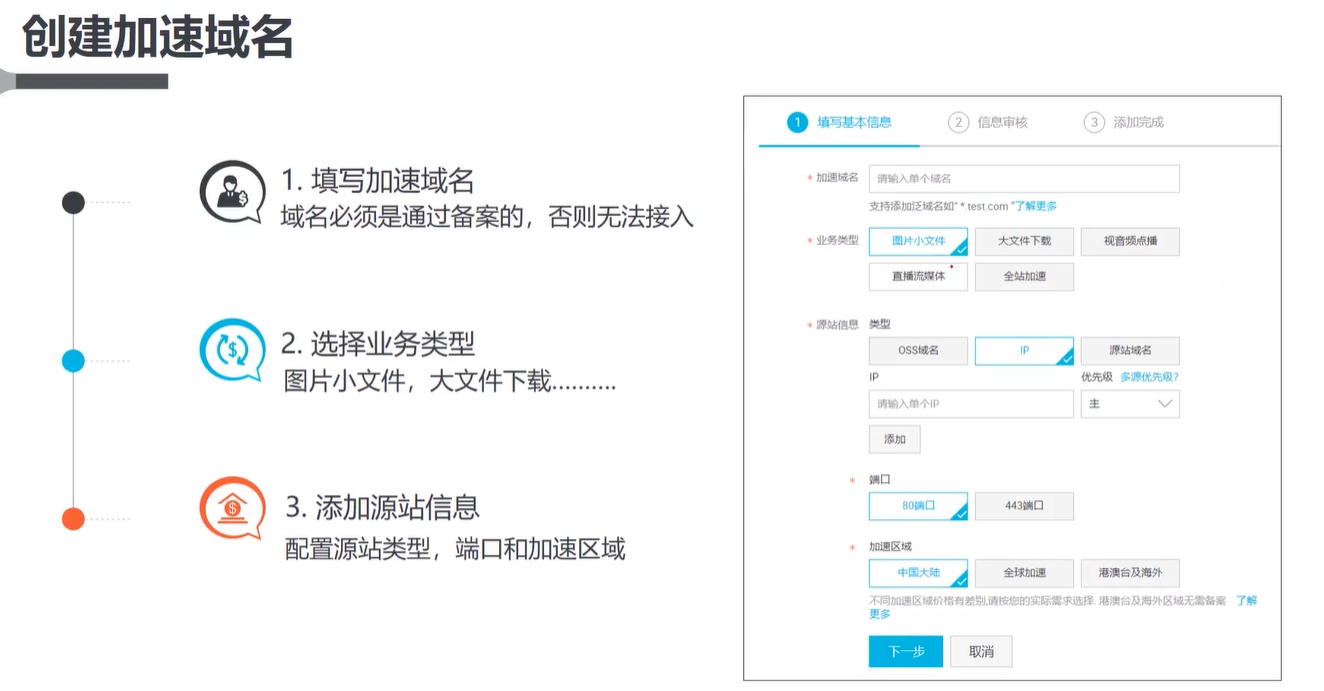 创建加速域名
1. 填写加速域名
域名必须是通过备案的，否则无法接入
2. 选择业务类型
图片小文件，大文件下载..........
3. 添加源站信息
配置源站类型，端口和加速区域
1 填写基本信息 2 信息审核 3 添加完成
* 加速域名 请输入单个域名
支持添加泛域名如“*.test.com ”了解更多
* 业务类型 图片小文件 大文件下载 视音频点播
直播流媒体 全站加速
* 源站信息 类型
OSS域名 IP 源站域名
IP 优先级 多源优先级?
请输入单个IP 主
添加
* 端口
80端口 443端口
* 加速区域
中国大陆 全球加速 港澳台及海外
不同加速区域价格有差别,请按您的实际需求选择. 港澳台及海外区域无需备案 了解
更多
下一步 取消